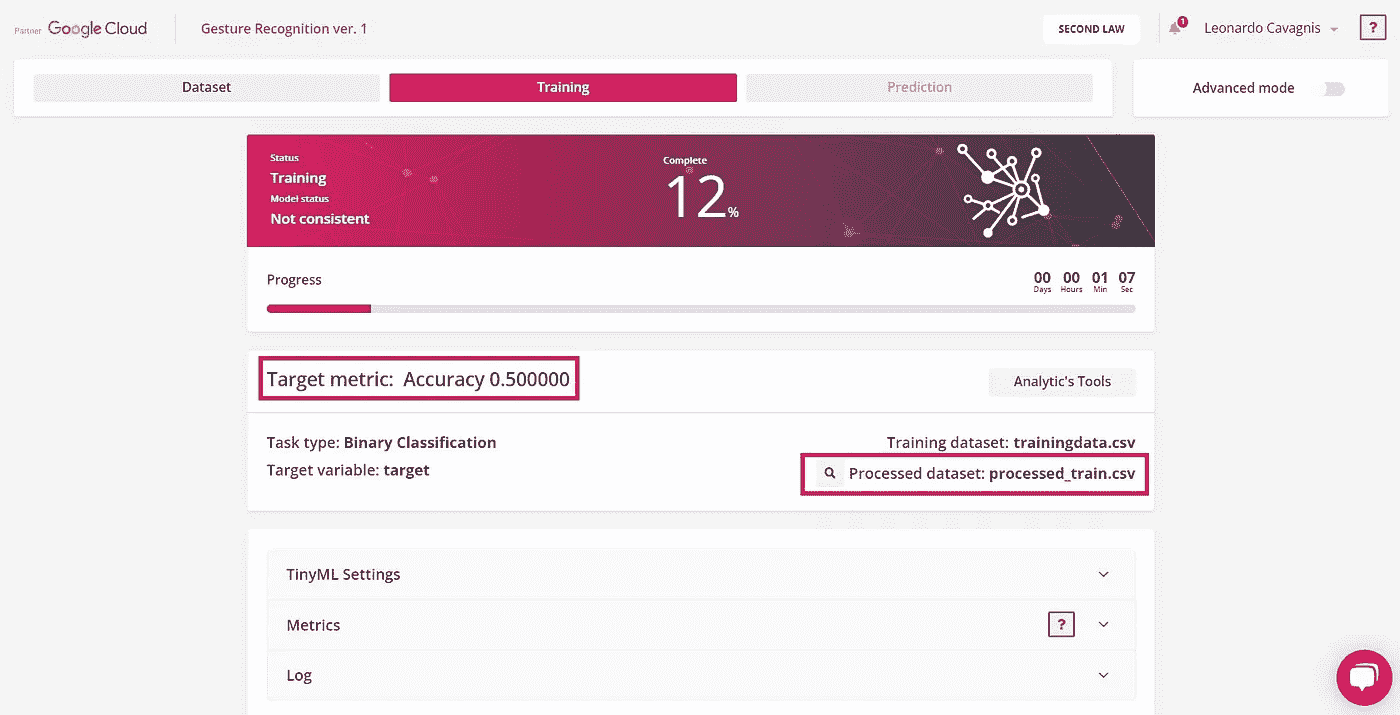 Partner Google Cloud
Gesture Recognition ver. 1
SECOND LAW
1
Leonardo Cavagnis
?
Dataset
Training
Prediction
Advanced mode
Status
Training
Model status
Not consistent
Complete
12%
Progress
00 00 01 07
Days Hours Min Sec
Target metric: Accuracy 0.500000
Analytic's Tools
Task type: Binary Classification
Training dataset: trainingdata.csv
Target variable: target
Processed dataset: processed_train.csv
TinyML Settings
Metrics
?
Log